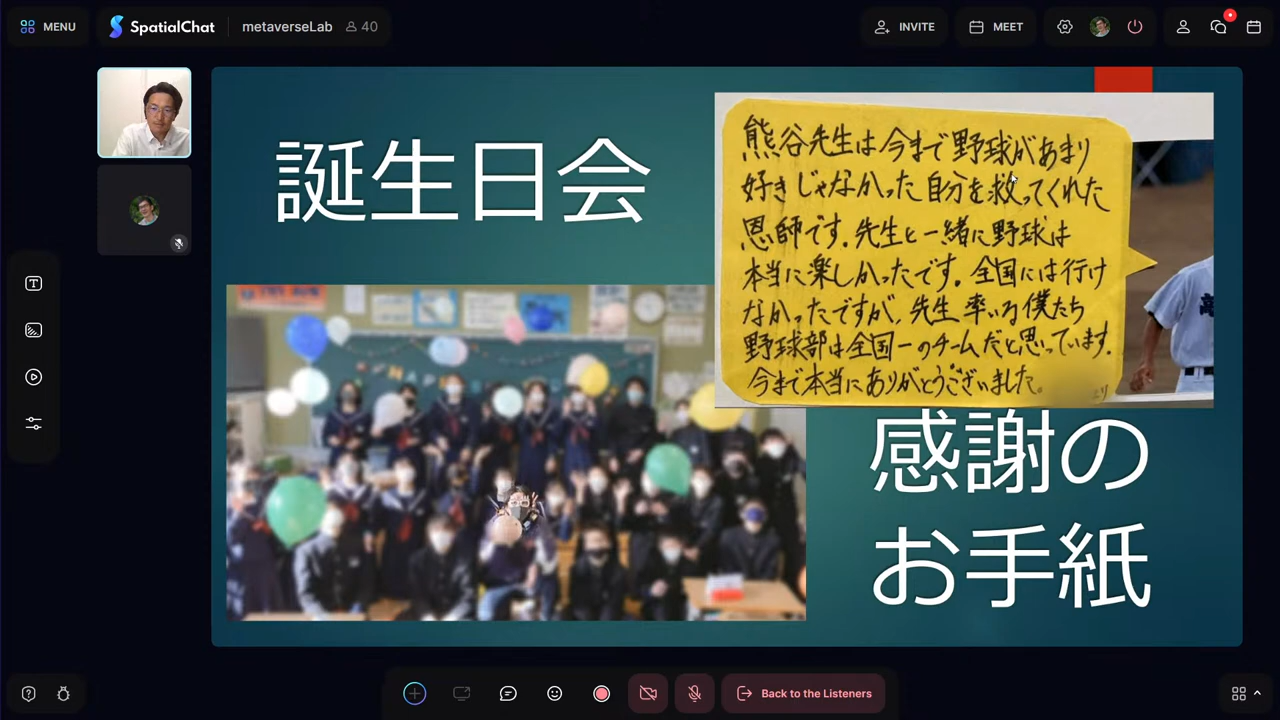 MENU
SpatialChat
metaverseLab
40
INVITE
MEET
誕生日会
熊谷先生は今まで野球があまり
好きじゃなかった自分を救ってくれた
恩師です。先生と一緒に野球は
本当に楽しかったです。全国には行け
なかったですが、先生率いる僕たち
野球部は全国一のチームだと思っています。
今まで本当にありがとうございました。
より
感謝の
お手紙
Back to the Listeners